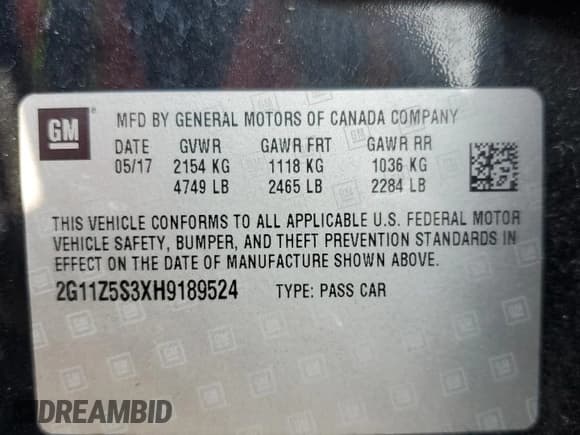 GM
MFD BY GENERAL MOTORS OF CANADA COMPANY
DATE GVWR GAWR FRT GAWR RR
05/17 2154 KG 1118 KG 1036 KG
4749 LB 2465 LB 2284 LB
THIS VEHICLE CONFORMS TO ALL APPLICABLE U.S. FEDERAL MOTOR
VEHICLE SAFETY, BUMPER, AND THEFT PREVENTION STANDARDS IN
EFFECT ON THE DATE OF MANUFACTURE SHOWN ABOVE.
2G11Z5S3XH9189524 TYPE: PASS CAR
DREAMBID